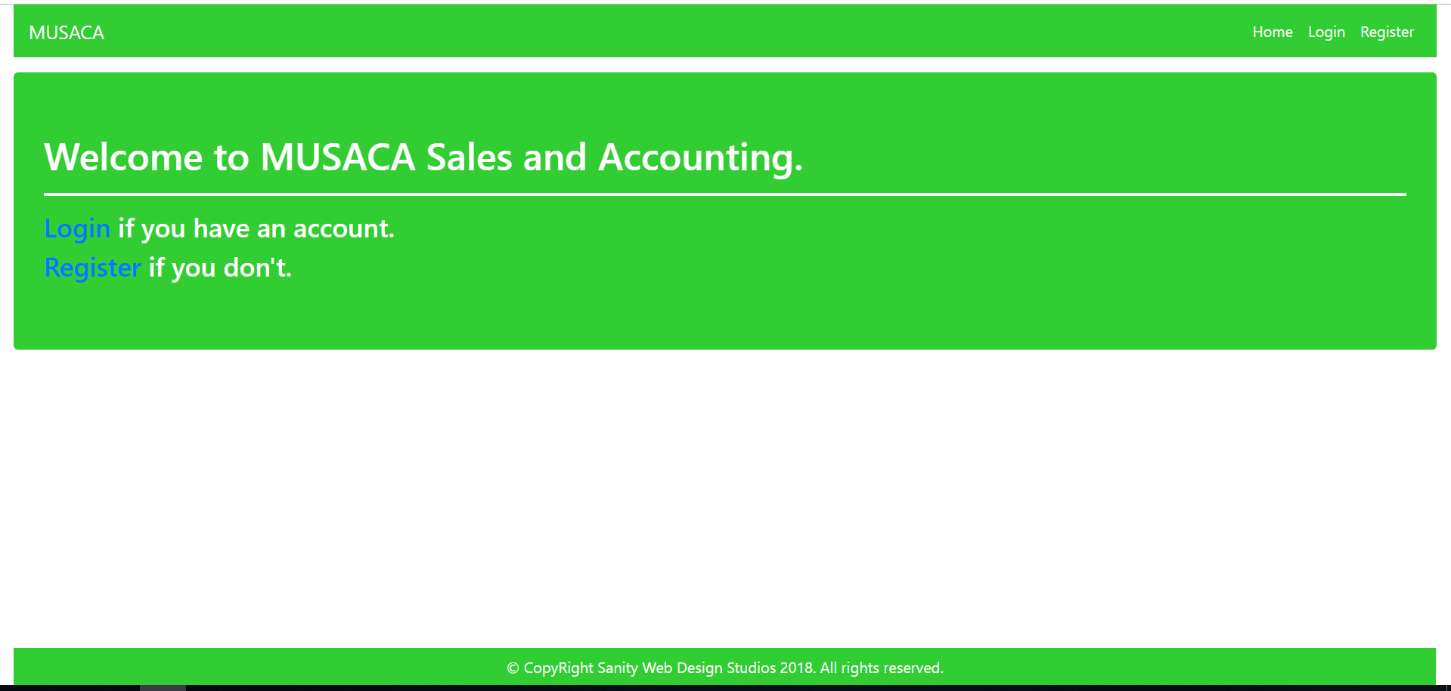 MUSACA
Home Login Register
Welcome to MUSACA Sales and Accounting.
Login if you have an account.
Register if you don't.
© CopyRight Sanity Web Design Studios 2018. All rights reserved.